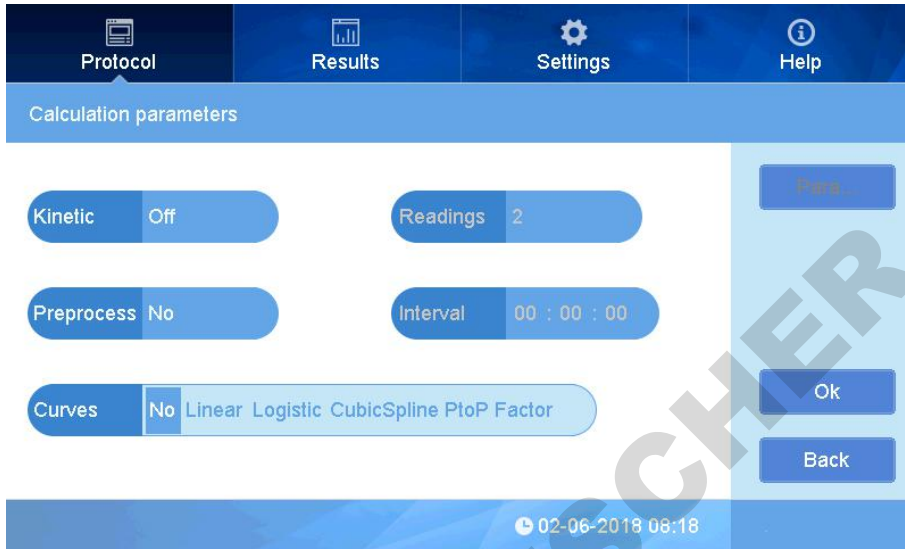 Protocol Results Settings Help
Calculation parameters
Kinetic Off Readings 2 Para...
Preprocess No Interval 00 : 00 : 00
Curves No Linear Logistic CubicSpline PtoP Factor Ok
Back
02-06-2018 08:18
SCHER